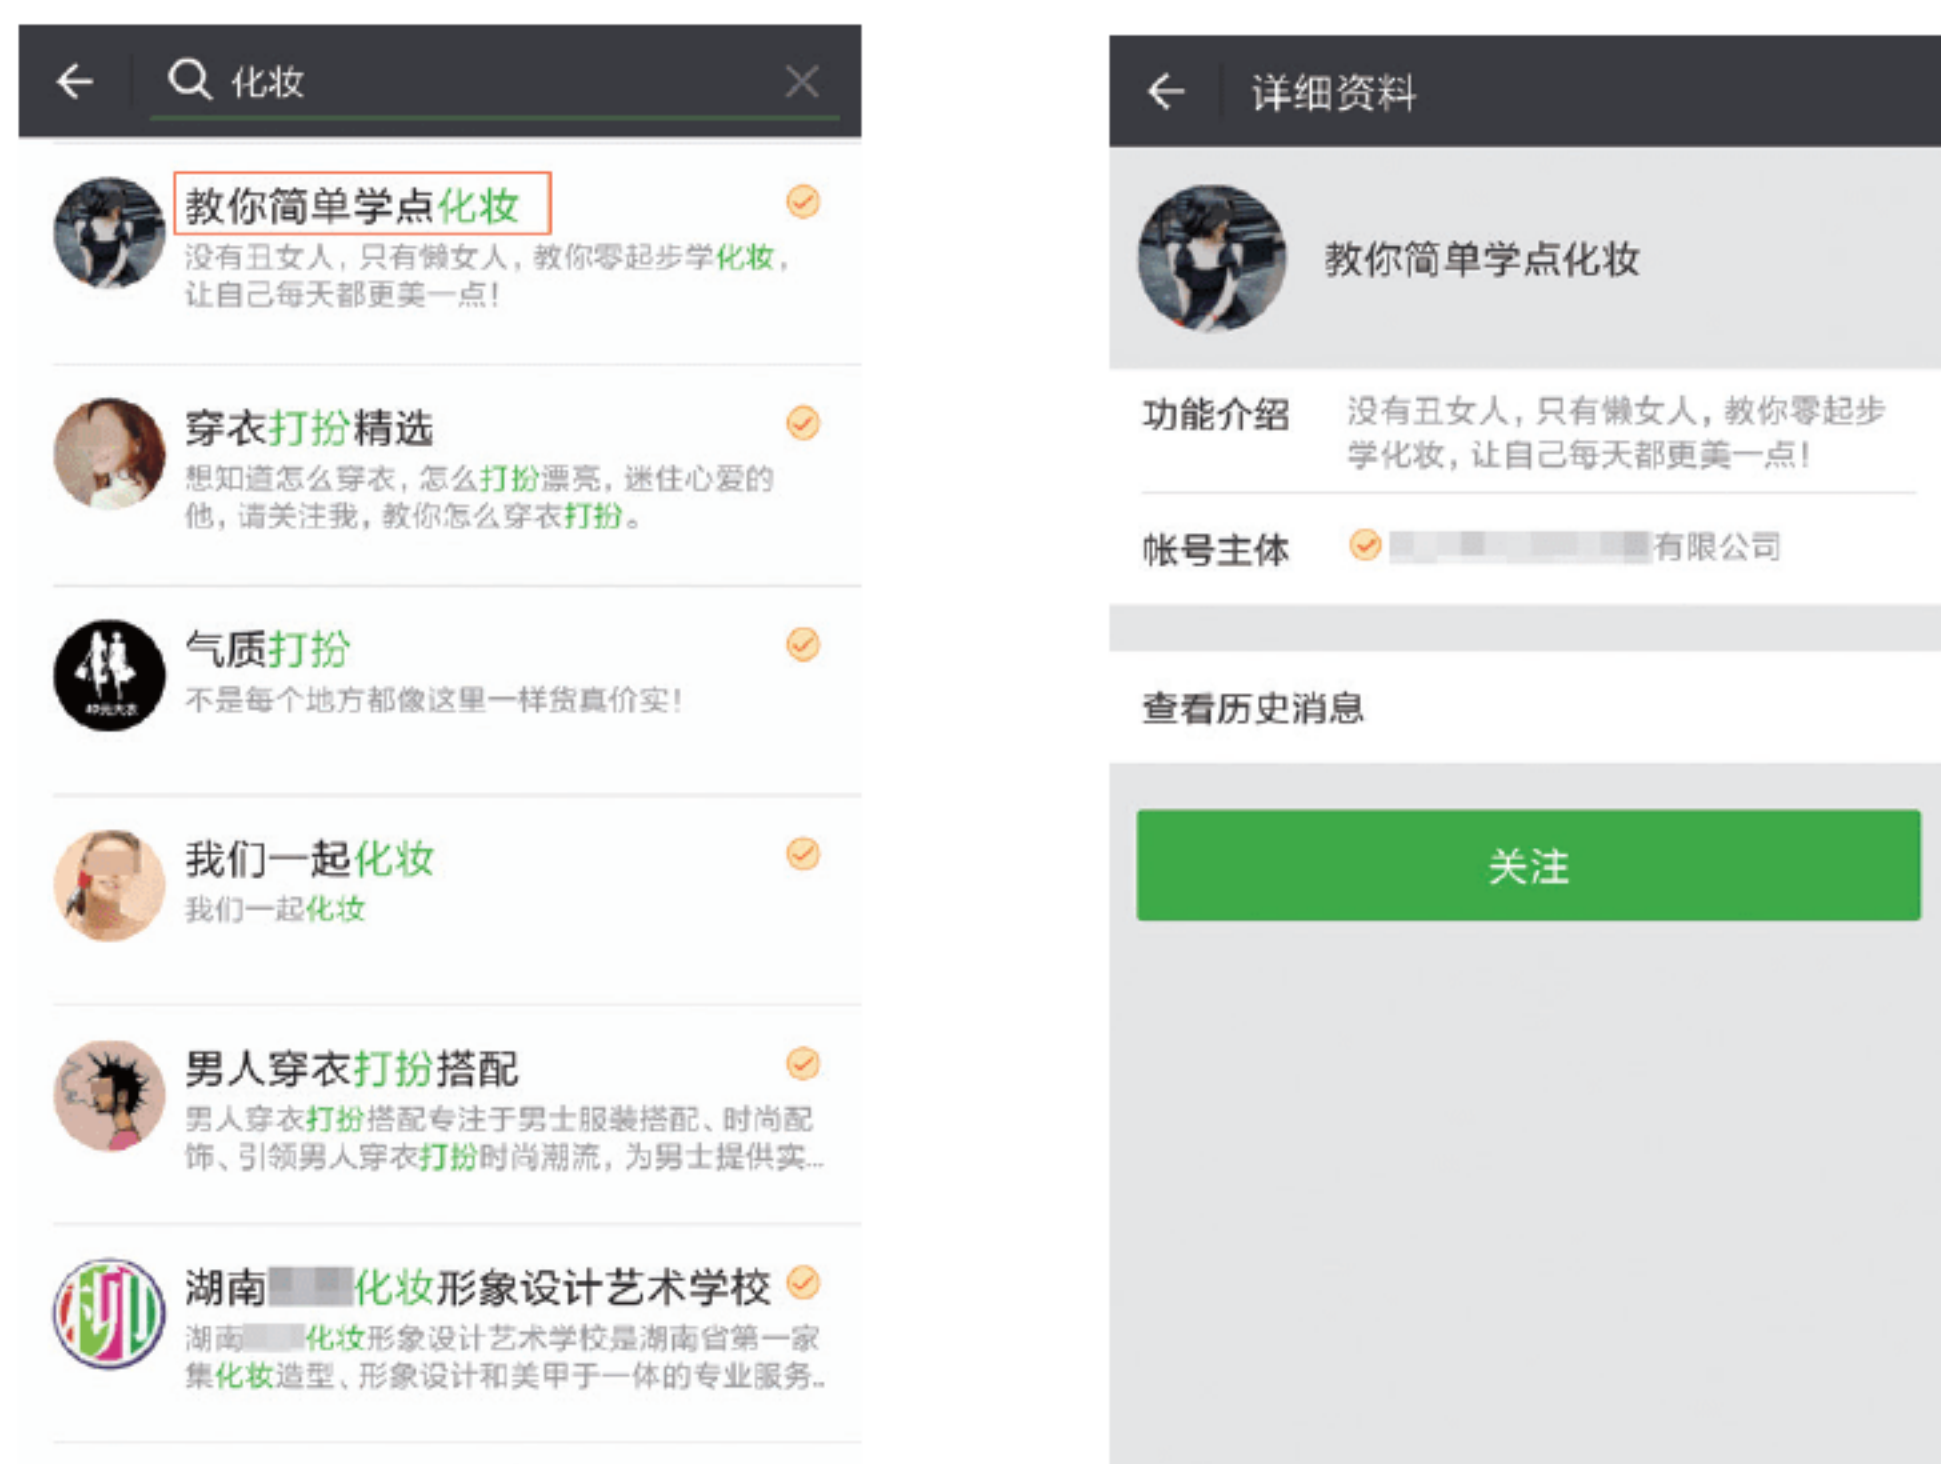 化妆
教你简单学点化妆
没有丑女人，只有懒女人，教你零起步学化妆，
让自己每天都更美一点！
穿衣打扮精选
想知道怎么穿衣，怎么打扮漂亮，迷住心爱的
他，请关注我，教你怎么穿衣打扮。
气质打扮
不是每个地方都像这里一样货真价实！
我们一起化妆
我们一起化妆
男人穿衣打扮搭配
男人穿衣打扮搭配专注于男士服装搭配、时尚配
饰、引领男人穿衣打扮时尚潮流，为男士提供实...
湖南 化妆形象设计艺术学校
湖南 化妆形象设计艺术学校是湖南省第一家
集化妆造型、形象设计和美甲于一体的专业服务..
详细资料
教你简单学点化妆
功能介绍 没有丑女人，只有懒女人，教你零起步
学化妆，让自己每天都更美一点！
帐号主体 有限公司
查看历史消息
关注